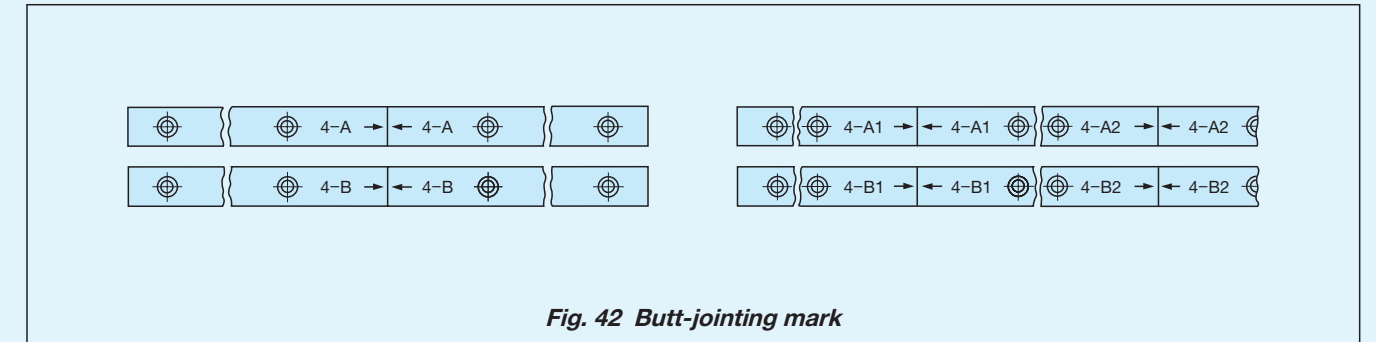 4-A → ← 4-A
4-B → ← 4-B
4-A1 → ← 4-A1 4-A2 → ← 4-A2
4-B1 → ← 4-B1 4-B2 → ← 4-B2
Fig. 42 Butt-jointing mark